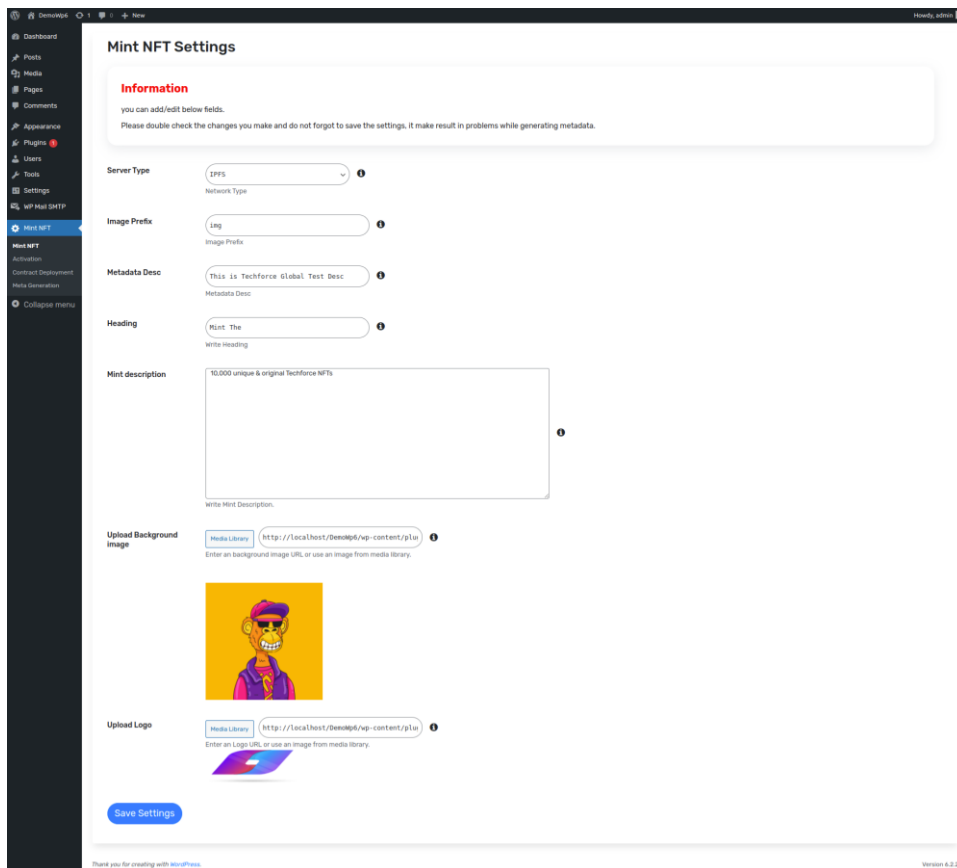 DemoWp6 1 0 + New Howdy, admin
Dashboard
Posts
Media
Pages
Comments
Appearance
Plugins 1
Users
Tools
Settings
WP Mail SMTP
Mint NFT
Mint NFT
Activation
Contract Deployment
Meta Generation
Collapse menu
Mint NFT Settings
Information
you can add/edit below fields.
Please double check the changes you make and do not forgot to save the settings, it make result in problems while generating metadata.
Server Type
IPFS
Network Type
Image Prefix
img
Image Prefix
Metadata Desc
This is Techforce Global Test Desc
Metadata Desc
Heading
Mint The
Write Heading
Mint description
10,000 unique & original Techforce NFTs
Write Mint Description.
Upload Background
image
Media Library http://localhost/DemoWp6/wp-content/plu
Enter an background image URL or use an image from media library.
Upload Logo
Media Library http://localhost/DemoWp6/wp-content/plu
Enter an Logo URL or use an image from media library.
Save Settings
Thank you for creating with WordPress. Version 6.2.2